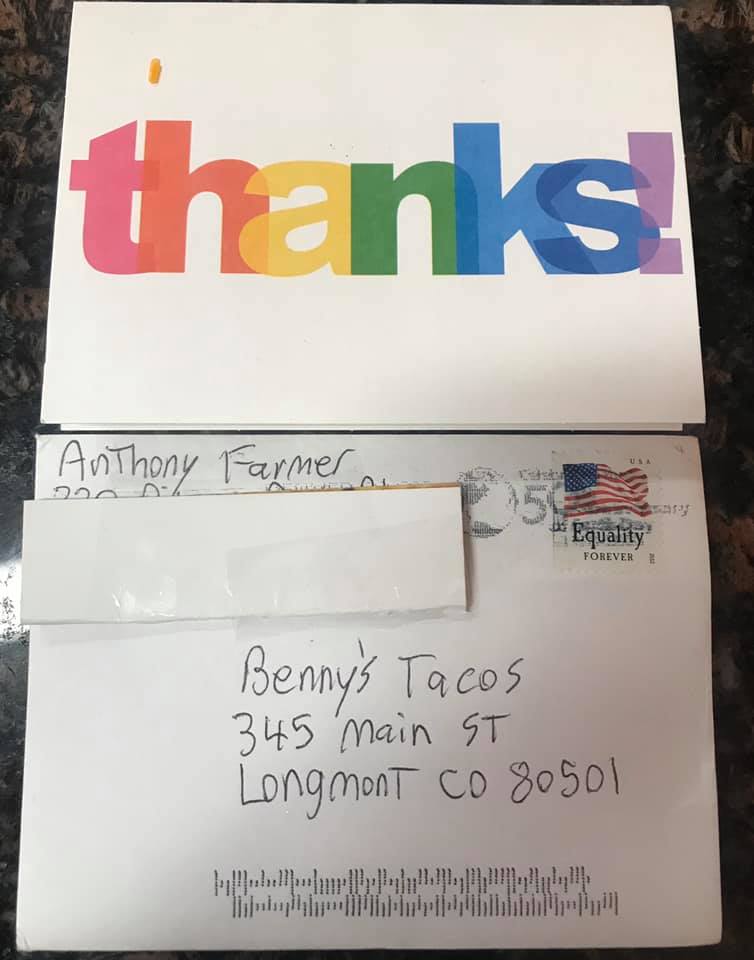 thanks!
Anthony Farmer
USA
Equality
FOREVER
Benny's Tacos
345 Main ST
Longmont CO 80501